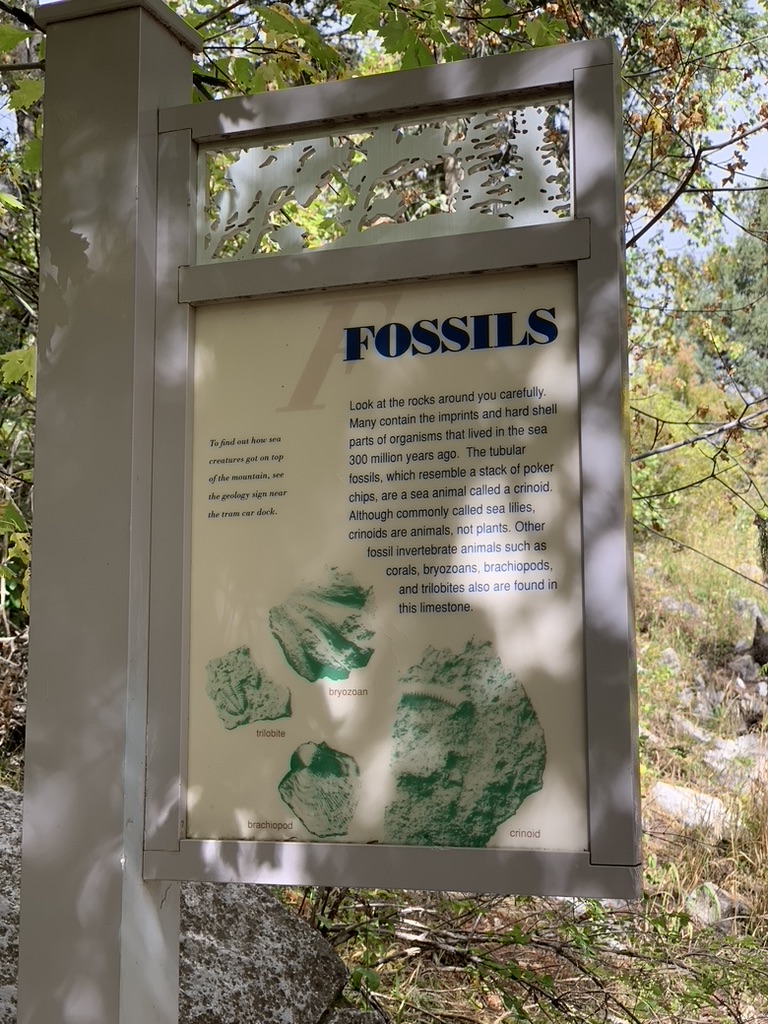 F
FOSSILS
Look at the rocks around you carefully.
Many contain the imprints and hard shell
parts of organisms that lived in the sea
300 million years ago. The tubular
fossils, which resemble a stack of poker
chips, are a sea animal called a crinoid.
Although commonly called sea lilies,
crinoids are animals, not plants. Other
fossil invertebrate animals such as
corals, bryozoans, brachiopods,
and trilobites also are found in
this limestone.
To find out how sea
creatures got on top
of the mountain, see
the geology sign near
the tram car dock.
bryozoan
trilobite
brachiopod
crinoid